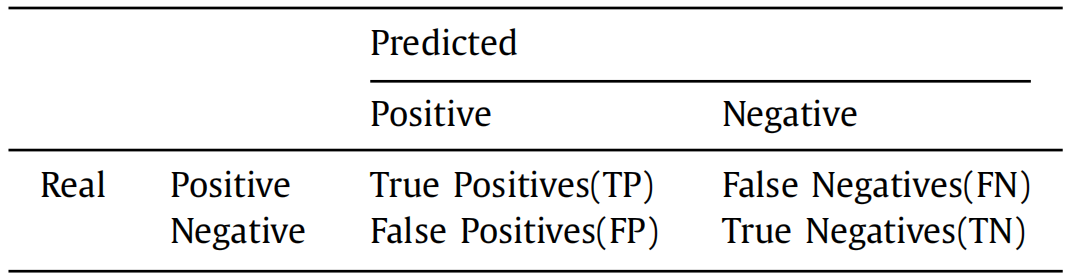 Predicted
Positive Negative
Real Positive True Positives(TP) False Negatives(FN)
Negative False Positives(FP) True Negatives(TN)